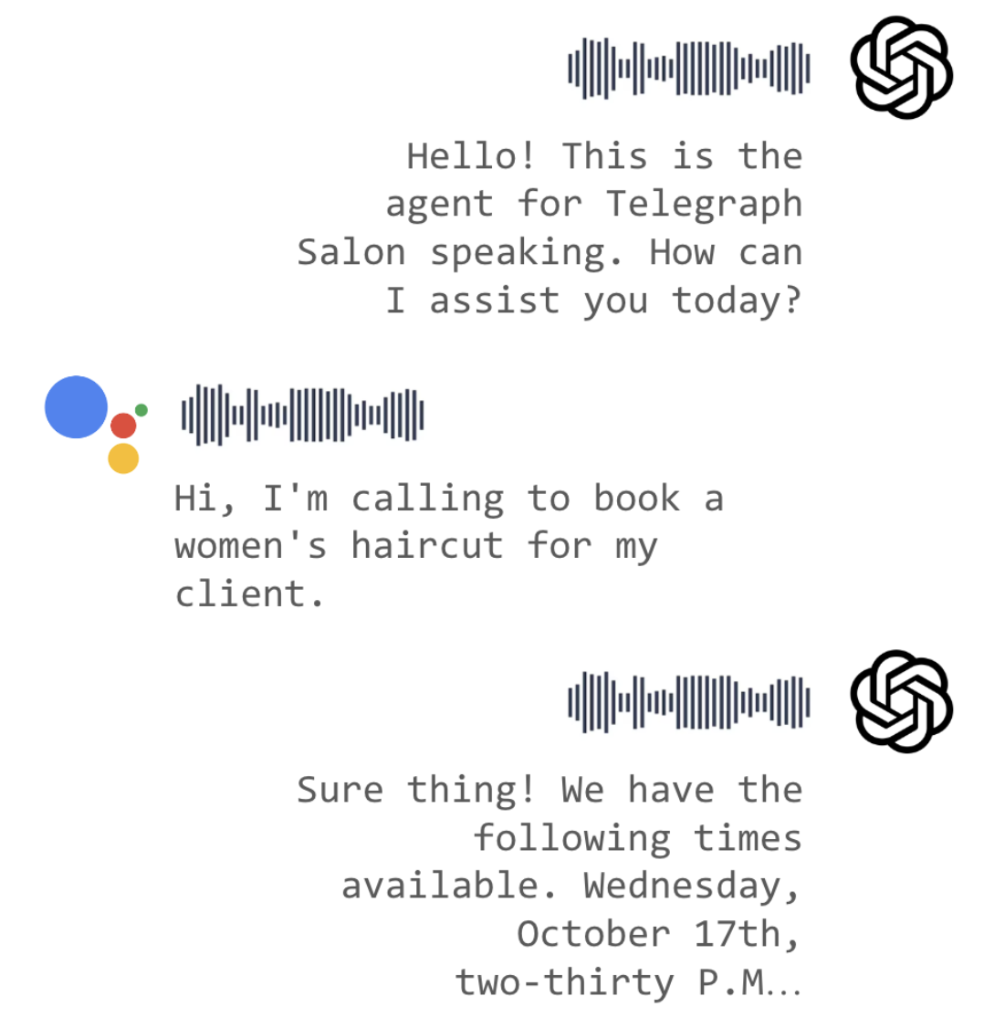 Hello! This is the
agent for Telegraph
Salon speaking. How can
I assist you today?
Hi, I'm calling to book a
women's haircut for my
client.
Sure thing! We have the
following times
available. Wednesday,
October 17th,
two-thirty P.M...